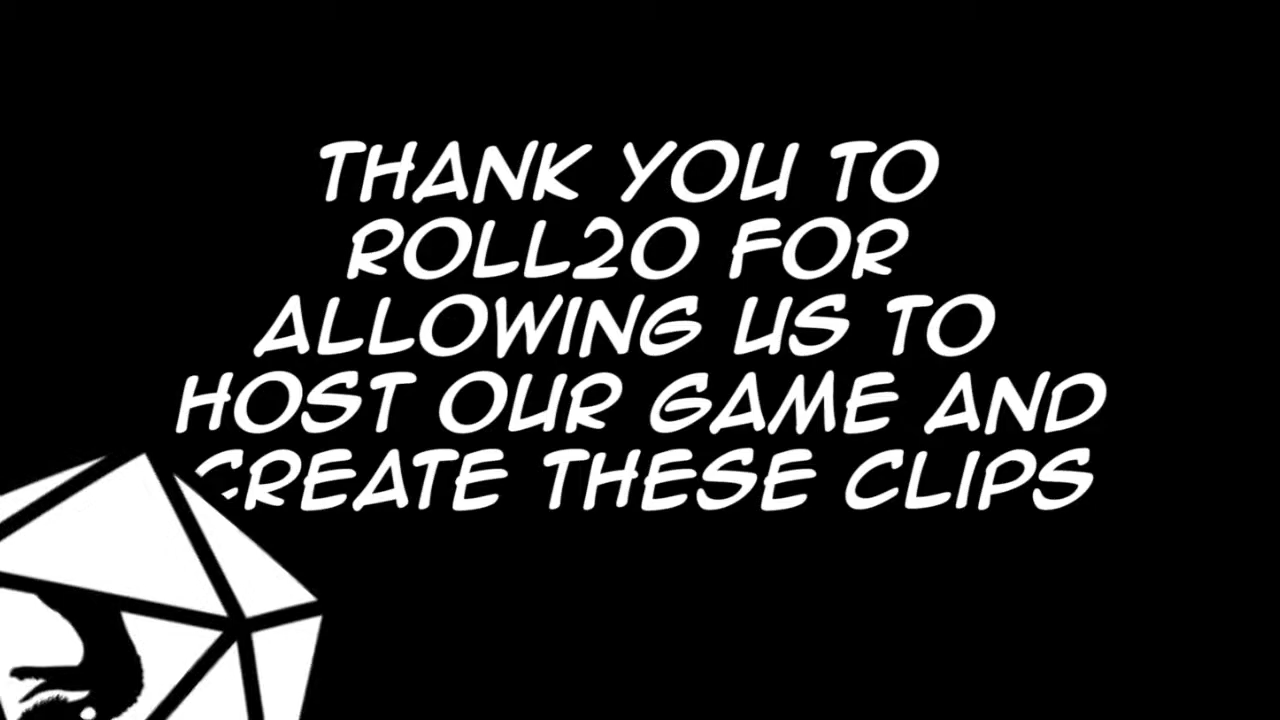 THANK YOU TO
ROLL20 FOR
ALLOWING US TO
HOST OUR GAME AND
CREATE THESE CLIPS